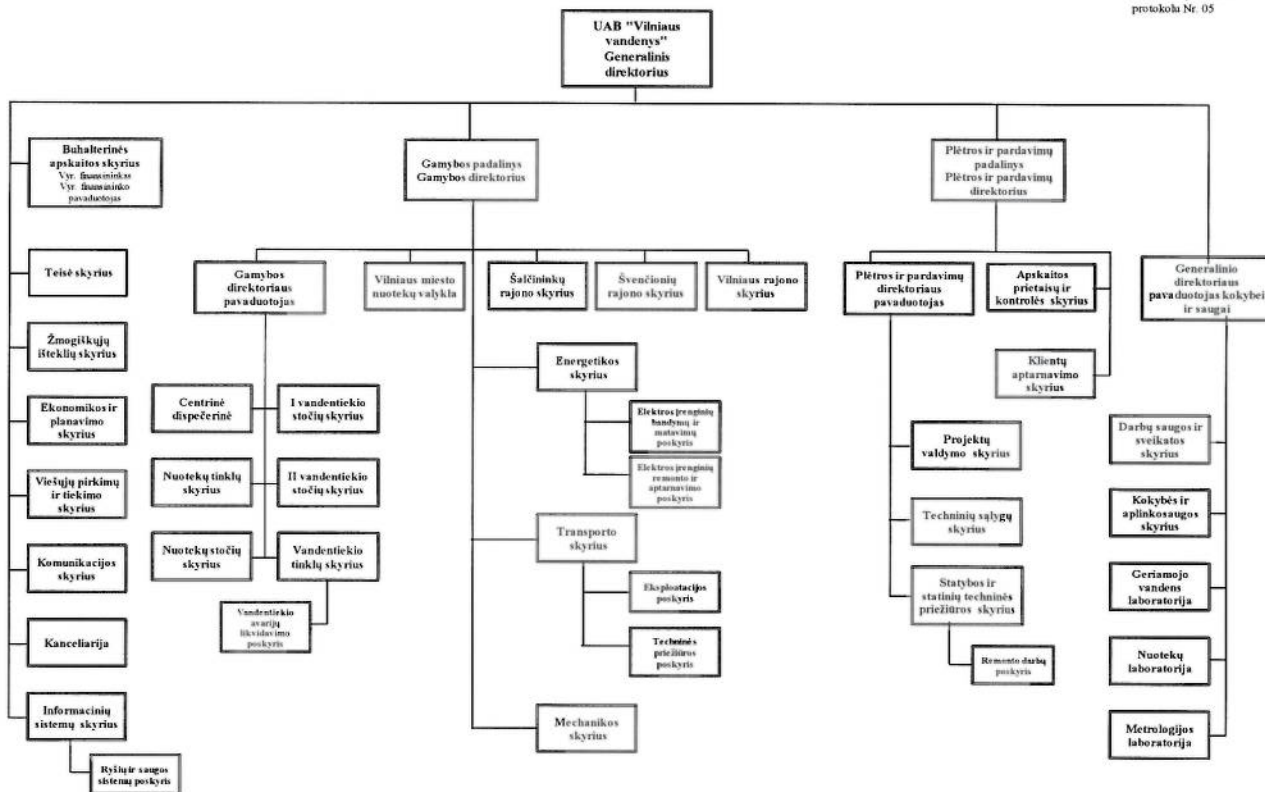 protokolu Nr. 05
UAB "Vilniaus
vandenys"
Generalinis
direktorius
Buhalterinės
apskaitos skyrius
Vyr. finansininkas
Vyr. finansininko
pavaduotojas
Gamybos padalinys
Gamybos direktorius
Plėtros ir pardavimų
padalinys
Plėtros ir pardavimų
direktorius
Teisė skyrius
Gamybos
direktoriaus
pavaduotojas
Vilniaus miesto
nuotekų valykla
Šalčininkų
rajono skyrius
Švenčionių
rajono skyrius
Vilniaus rajono
skyrius
Plėtros ir pardavimų
direktoriaus
pavaduotojas
Apskaitos
prietaisų ir
kontrolės skyrius
Generalinio
direktoriaus
pavaduotojas kokybei
ir saugai
Žmogiškųjų
išteklių skyrius
Energetikos
skyrius
Klientų
aptarnavimo
skyrius
Ekonomikos ir
planavimo
skyrius
Centrinė
dispečerinė
I vandentiekio
stočių skyrius
Elektros įrenginių
bandymų ir
matavimų
poskyris
Projektų
valdymo skyrius
Darbų saugos ir
sveikatos
skyrius
Viešųjų pirkimų
ir tiekimo
skyrius
Nuotekų tinklų
skyrius
II vandentiekio
stočių skyrius
Elektros įrenginių
remonto ir
aptarnavimo
poskyris
Techninių sąlygų
skyrius
Kokybės ir
aplinkosaugos
skyrius
Komunikacijos
skyrius
Nuotekų stočių
skyrius
Vandentiekio
tinklų skyrius
Transporto
skyrius
Statybos ir
statinių techninės
priežiūros skyrius
Geriamojo
vandens
laboratorija
Kanceliarija
Vandentiekio
avarijų
likvidavimo
poskyris
Eksploatacijos
poskyris
Techninės
priežiūros
poskyris
Remonto darbų
poskyris
Nuotekų
laboratorija
Informacinių
sistemų skyrius
Mechanikos
skyrius
Metrologijos
laboratorija
Ryšių ir saugos
sistemų poskyris